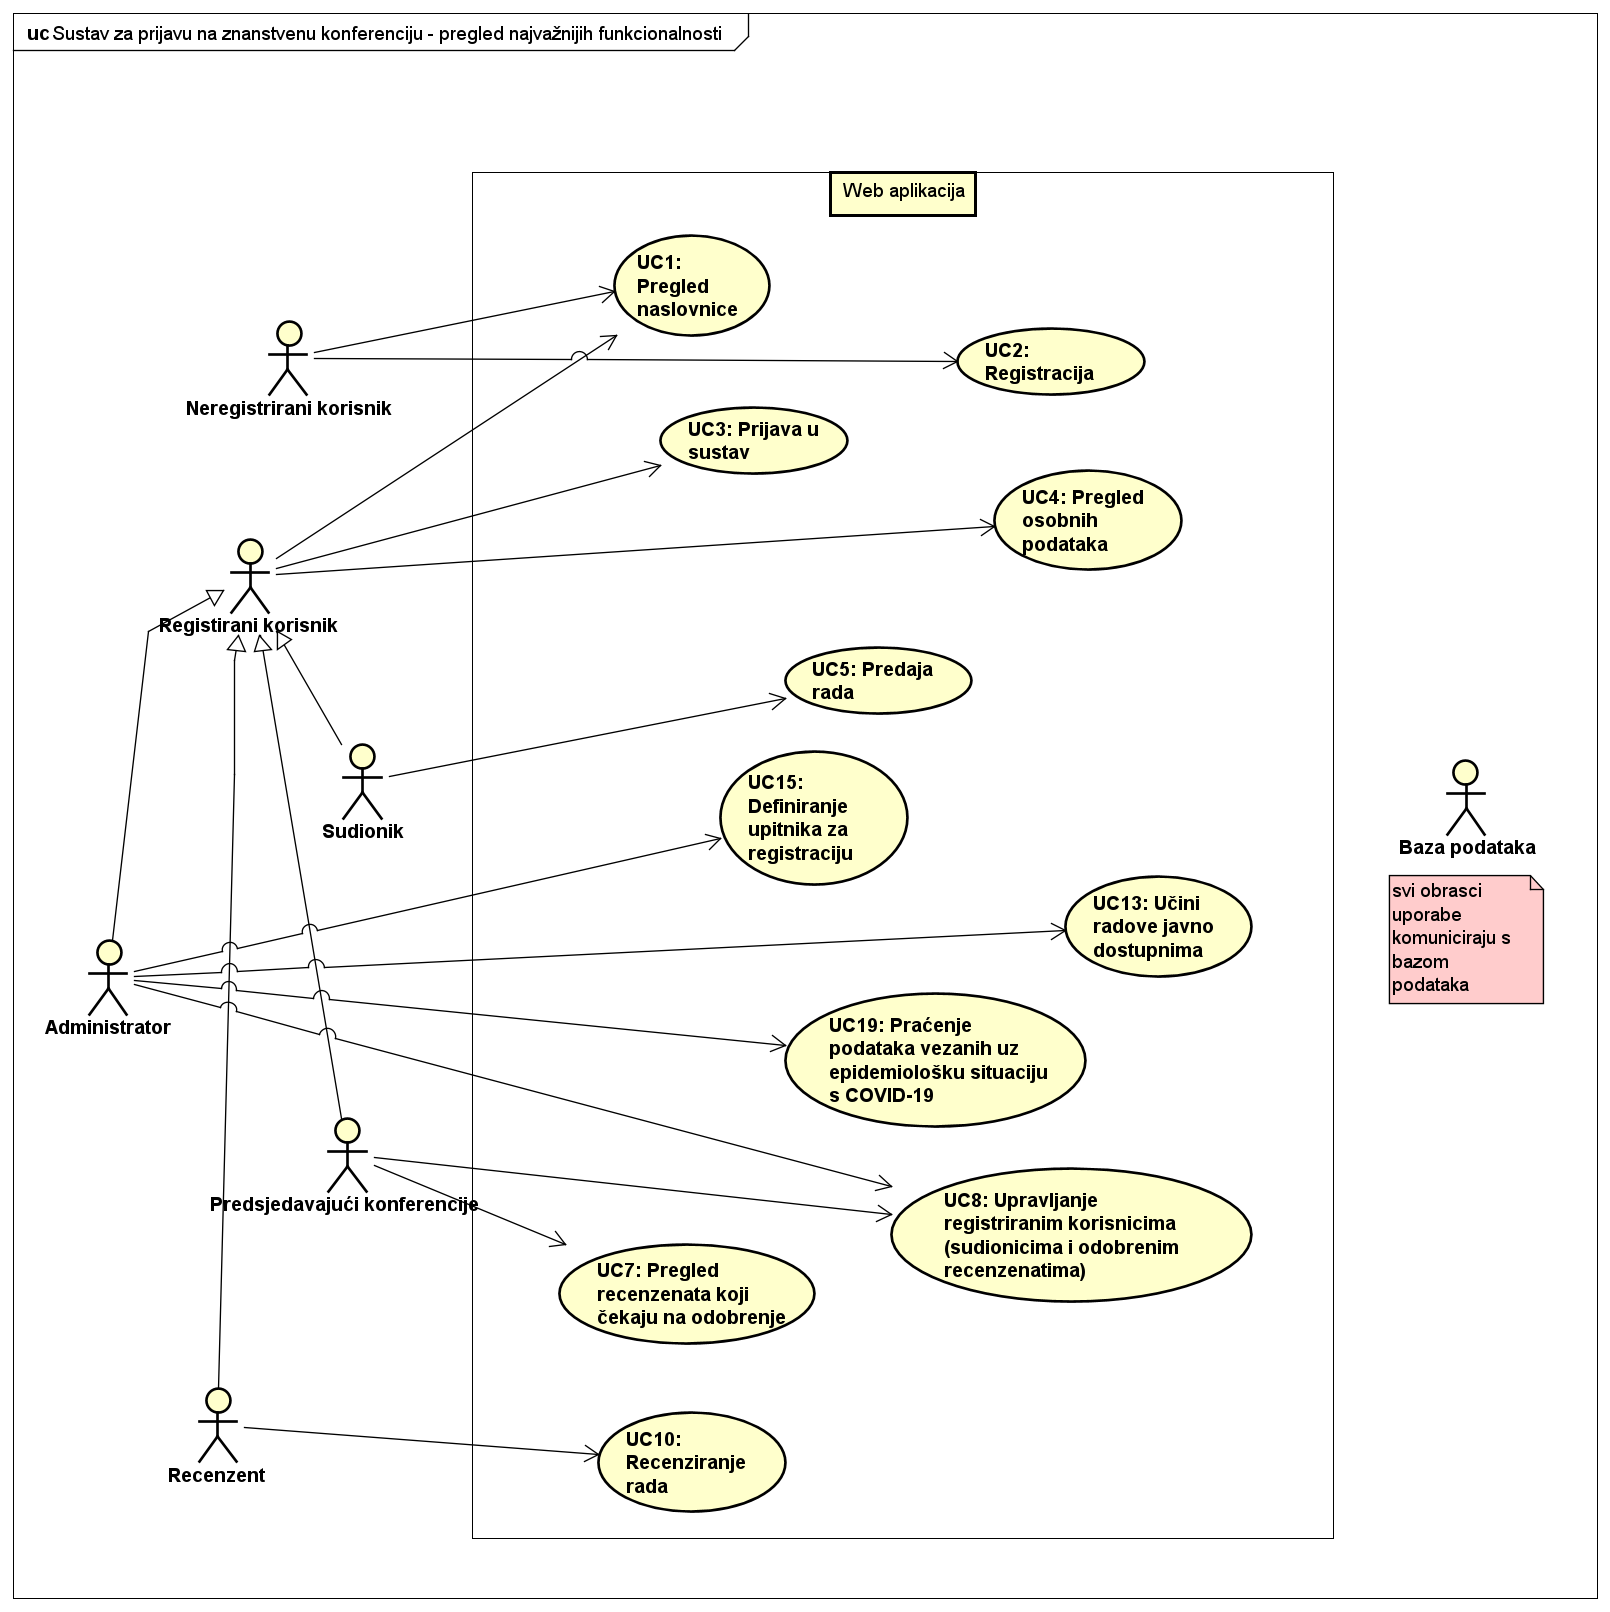 uc Sustav za prijavu na znanstvenu konferenciju - pregled najvažnijih funkcionalnosti
Web aplikacija
UC1:
Pregled
naslovnice
UC2:
Registracija
Neregistrirani korisnik
UC3: Prijava u
sustav
UC4: Pregled
osobnih
podataka
Registirani korisnik
UC5: Predaja
rada
Sudionik
UC15:
Definiranje
upitnika za
registraciju
Baza podataka
svi obrasci
uporabe
komuniciraju s
bazom
podataka
UC13: Učini
radove javno
dostupnima
Administrator
UC19: Praćenje
podataka vezanih uz
epidemiološku situaciju
s COVID-19
Predsjedavajući konferencije
UC8: Upravljanje
registriranim korisnicima
(sudionicima i odobrenim
recenzenatima)
UC7: Pregled
recenzenata koji
čekaju na odobrenje
UC10:
Recenziranje
rada
Recenzent